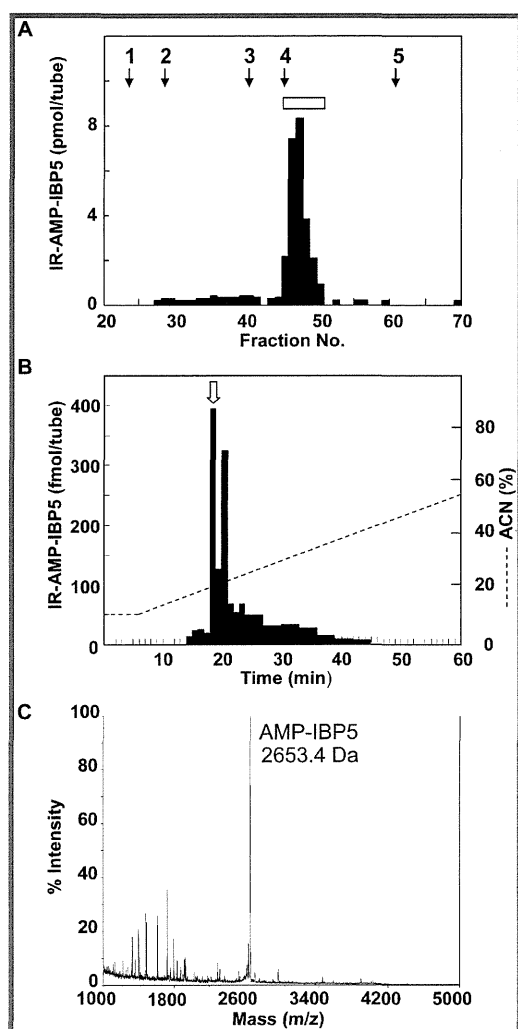 A
1 2 3 4 5
IR-AMP-IBP5 (pmol/tube)
8
4
0
20 30 40 50 60 70
Fraction No.
B
IR-AMP-IBP5 (fmol/tube)
400
300
200
100
0
80
60
40
20
0
ACN (%)
0 20 30 40 60
Time (min)
C
% Intensity
100
80
60
40
20
0
AMP-IBP5
2653.4 Da
1000 1800 2600 3400 4200 5000
Mass (m/z)